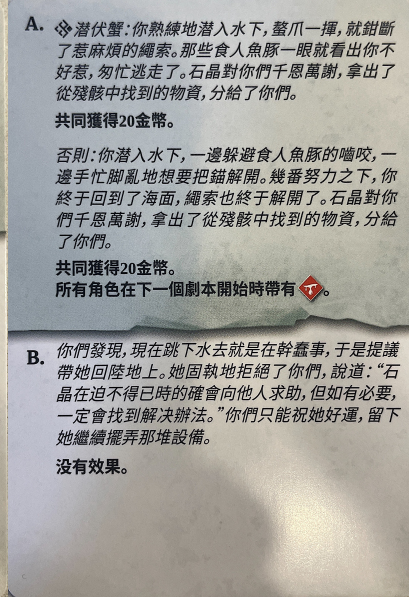 A. 潜伏蟹：你熟練地潜入水下，螯爪一揮，就鉗斷
了惹麻煩的繩索。那些食人魚豚一眼就看出你不
好惹，匆忙逃走了。石晶對你們千恩萬謝，拿出了
從殘骸中找到的物資，分給了你們。
共同獲得20金幣。
否則：你潜入水下，一邊躲避食人魚豚的嚙咬，一
邊手忙脚亂地想要把錨解開。幾番努力之下，你
終于回到了海面，繩索也終于解開了。石晶對你
們千恩萬謝，拿出了從殘骸中找到的物資，分給
了你們。
共同獲得20金幣。
所有角色在下一個劇本開始時帶有。
B. 你們發現，現在跳下水去就是在幹蠢事，于是提議
帶她回陸地上。她固執地拒絕了你們，說道：“石
晶在迫不得已時的確會向他人求助，但如有必要，
一定會找到解决辦法。”你們只能祝她好運，留下
她繼續擺弄那堆設備。
没有效果。